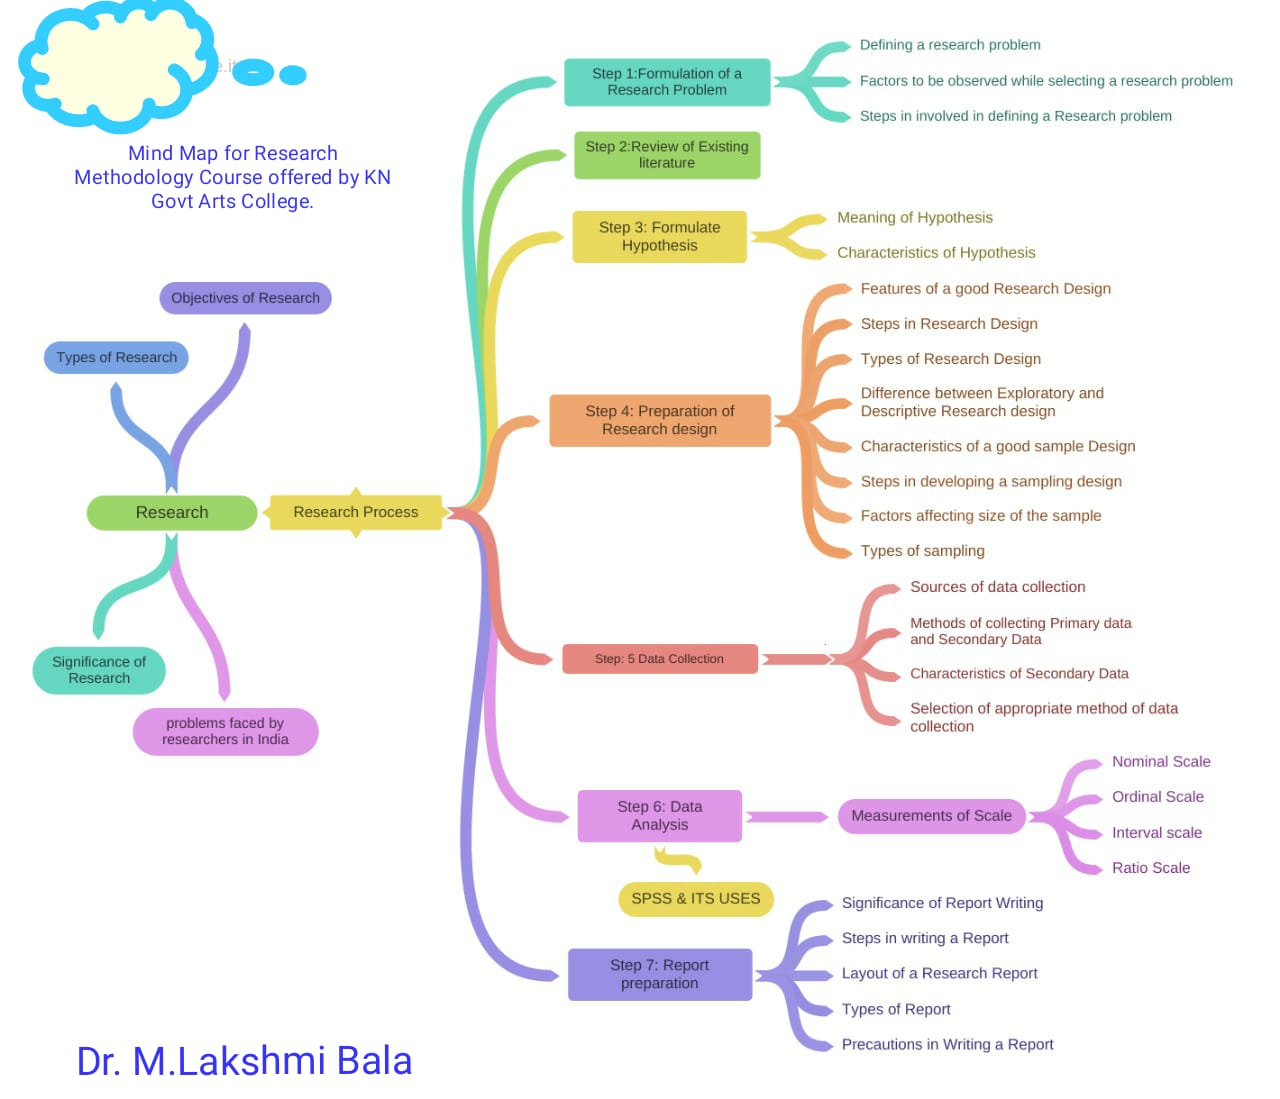 Mind Map for Research
Methodology Course offered by KN
Govt Arts College.
Objectives of Research
Types of Research
Research
Research Process
Significance of
Research
problems faced by
researchers in India
Step 1:Formulation of a
Research Problem
Defining a research problem
Factors to be observed while selecting a research problem
Steps in involved in defining a Research problem
Step 2:Review of Existing
literature
Step 3: Formulate
Hypothesis
Meaning of Hypothesis
Characteristics of Hypothesis
Step 4: Preparation of
Research design
Features of a good Research Design
Steps in Research Design
Types of Research Design
Difference between Exploratory and
Descriptive Research design
Characteristics of a good sample Design
Steps in developing a sampling design
Factors affecting size of the sample
Types of sampling
Step: 5 Data Collection
Sources of data collection
Methods of collecting Primary data
and Secondary Data
Characteristics of Secondary Data
Selection of appropriate method of data
collection
Step 6: Data
Analysis
Measurements of Scale
Nominal Scale
Ordinal Scale
Interval scale
Ratio Scale
SPSS & ITS USES
Step 7: Report
preparation
Significance of Report Writing
Steps in writing a Report
Layout of a Research Report
Types of Report
Precautions in Writing a Report
Dr. M.Lakshmi Bala